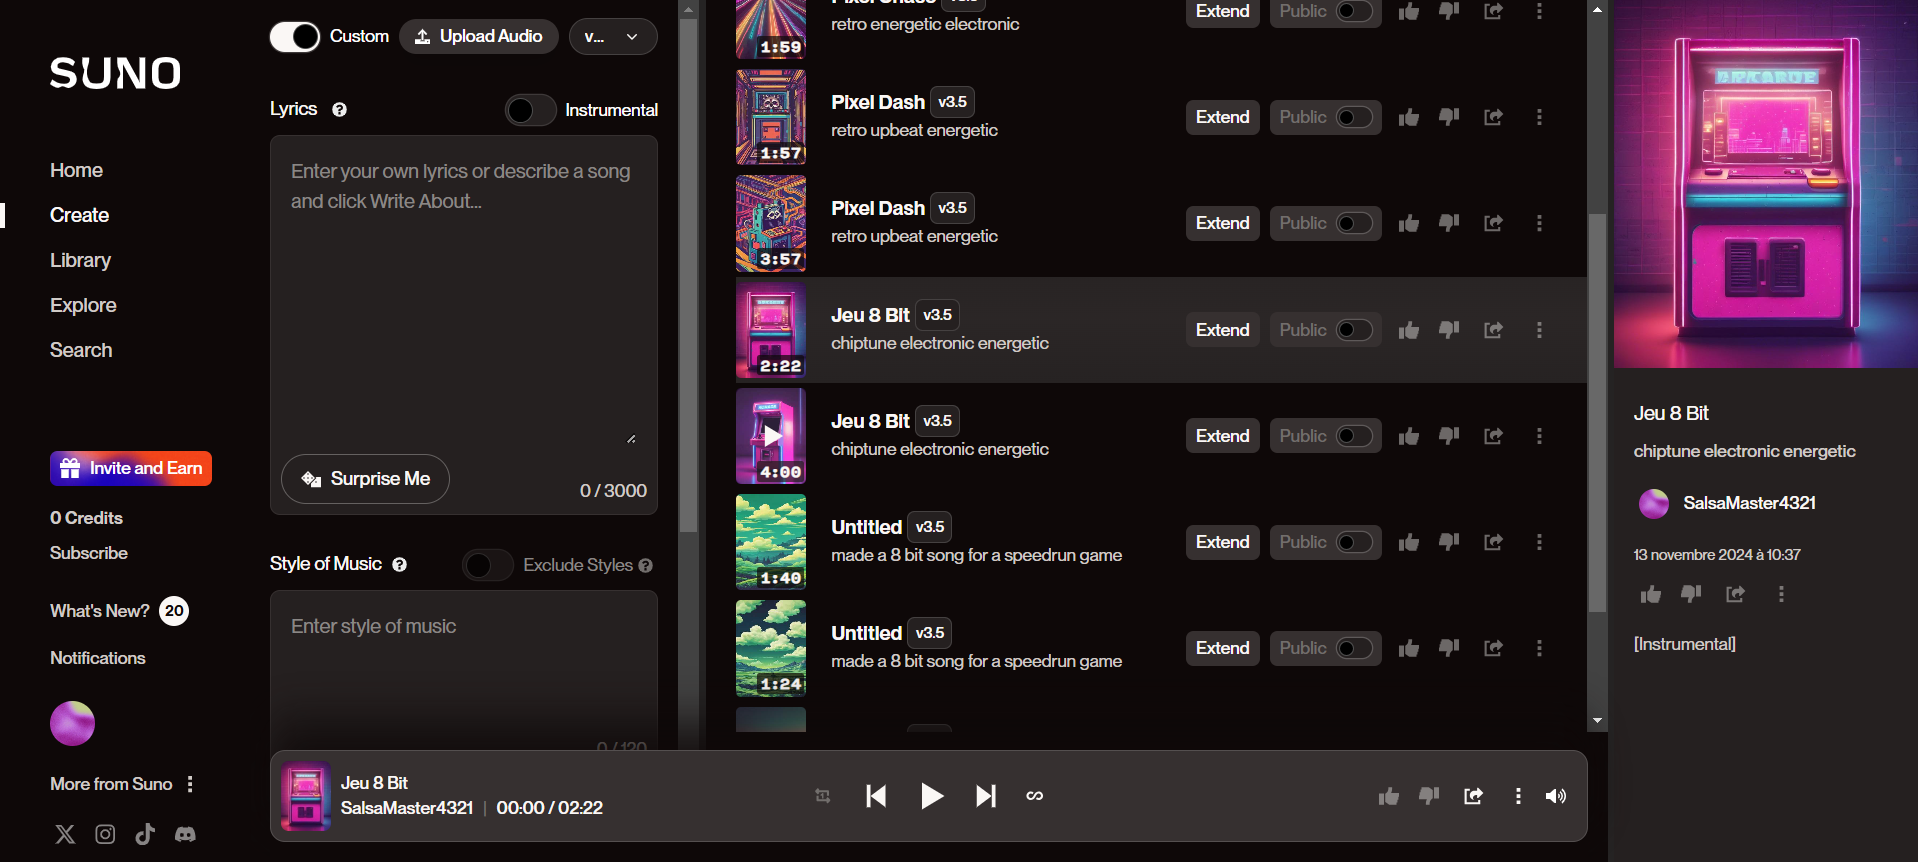 SUNO
Home
Create
Library
Explore
Search
Invite and Earn
0 Credits
Subscribe
What's New? 20
Notifications
More from Suno
Custom
Upload Audio
v...
Lyrics
Instrumental
Enter your own lyrics or describe a song
and click Write About...
Surprise Me
0 / 3000
Style of Music
Exclude Styles
Enter style of music
0 / 120
retro energetic electronic
1:59
Extend
Public
Pixel Dash v3.5
retro upbeat energetic
1:57
Extend
Public
Pixel Dash v3.5
retro upbeat energetic
3:57
Extend
Public
Jeu 8 Bit v3.5
chiptune electronic energetic
2:22
Extend
Public
Jeu 8 Bit v3.5
chiptune electronic energetic
4:00
Extend
Public
Untitled v3.5
made a 8 bit song for a speedrun game
1:40
Extend
Public
Untitled v3.5
made a 8 bit song for a speedrun game
1:24
Extend
Public
Jeu 8 Bit
chiptune electronic energetic
SalsaMaster4321
13 novembre 2024 à 10:37
[Instrumental]
Jeu 8 Bit
SalsaMaster4321 | 00:00 / 02:22